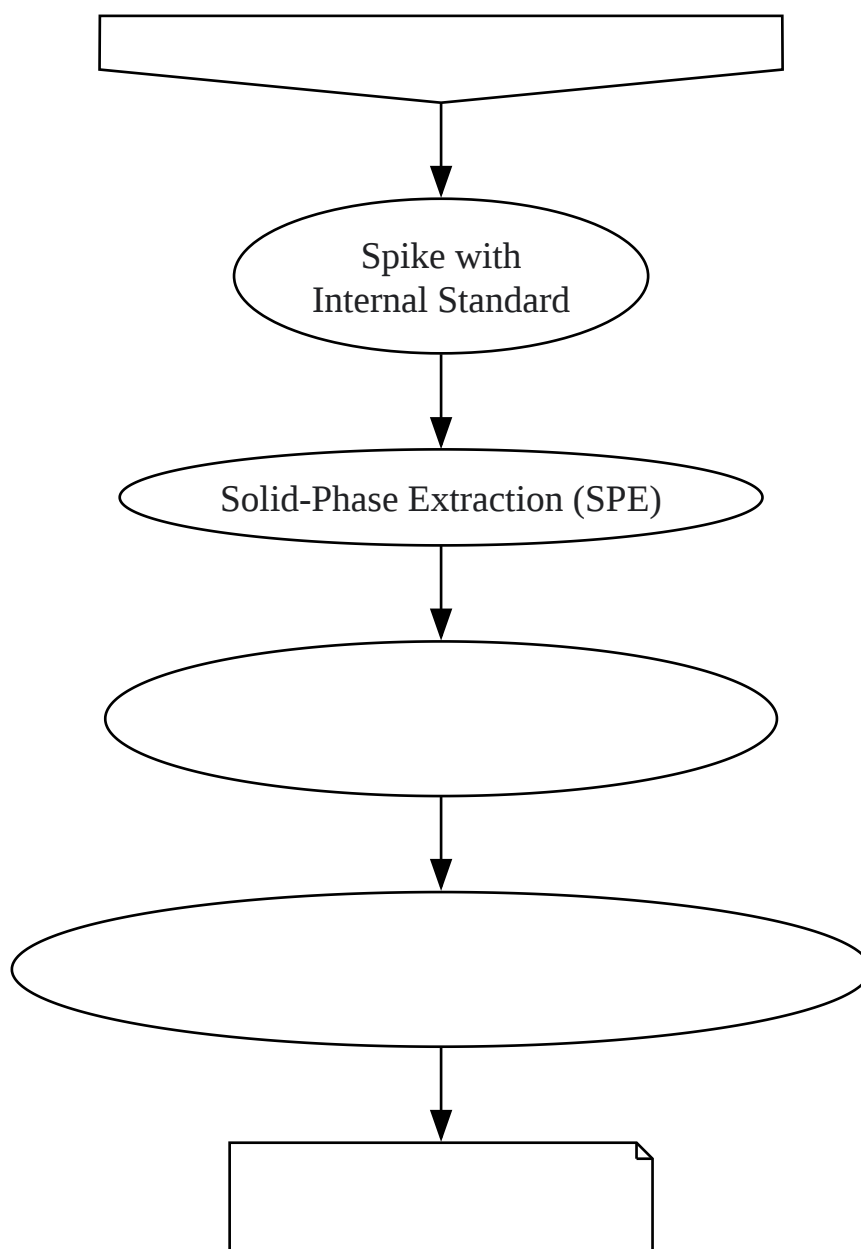 Spike with
Internal Standard
Solid-Phase Extraction (SPE)